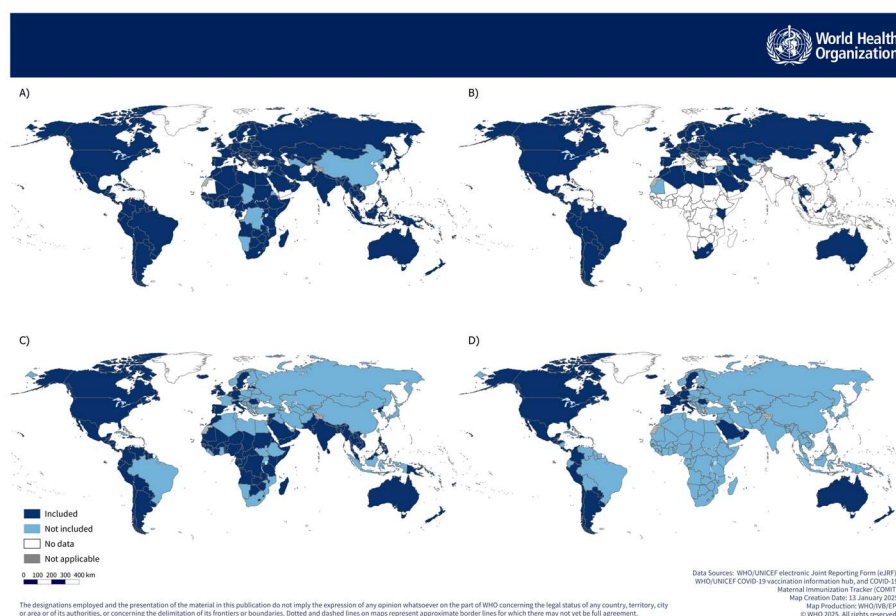 World Health
Organization
A)
B)
C)
D)
Included
Not included
No data
Not applicable
0 100 200 300 400 km
Data Sources: WHO/UNICEF electronic Joint Reporting Form (eJRF)
WHO/UNICEF COVID-19 vaccination information hub, and COVID-19
Maternal Immunization Tracker (COMIT)
Map Creation Date: 13 January 2025
Map Production: WHO/IVB
© WHO 2025. All rights reserved
The designations employed and the presentation of the material in this publication do not imply the expression of any opinion whatsoever on the part of WHO concerning the legal status of any country, territory, city
or area or of its authorities, or concerning the delimitation of its frontiers or boundaries. Dotted and dashed lines on maps represent approximate border lines for which there may not yet be full agreement.